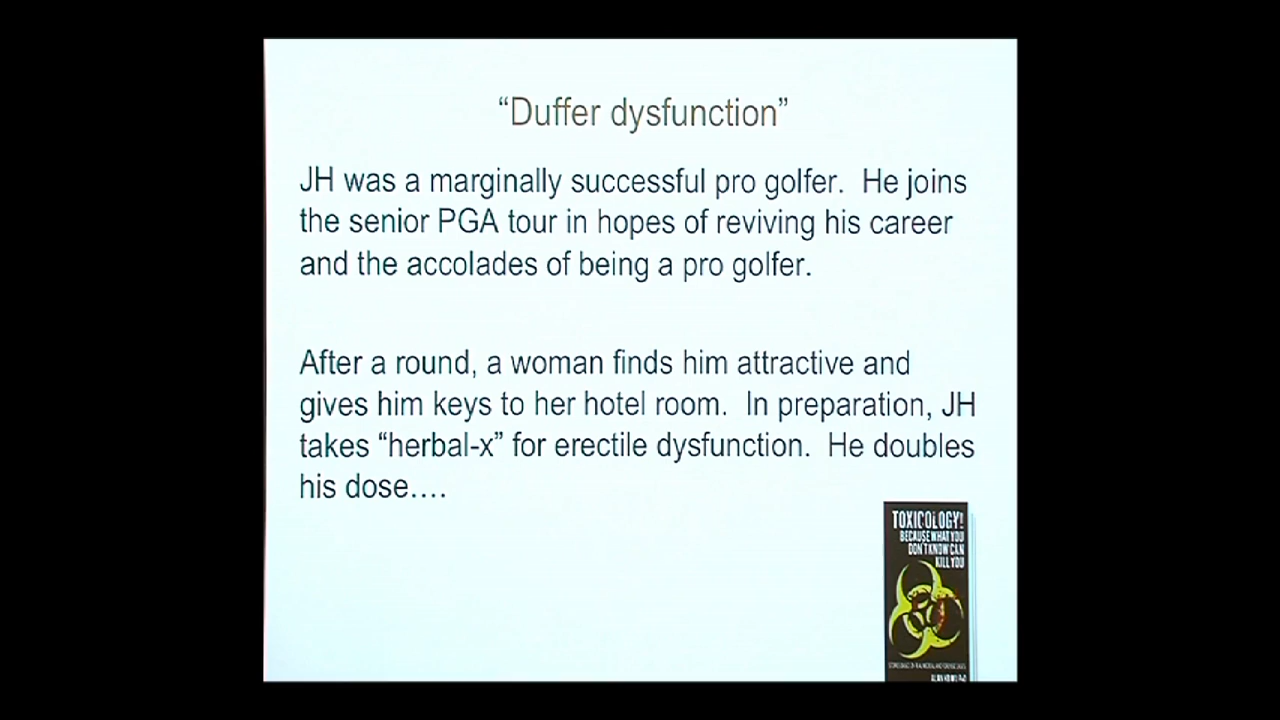 “Duffer dysfunction”
JH was a marginally successful pro golfer.  He joins
the senior PGA tour in hopes of reviving his career
and the accolades of being a pro golfer.
After a round, a woman finds him attractive and
gives him keys to her hotel room.  In preparation, JH
takes “herbal-x” for erectile dysfunction.  He doubles
his dose....
TOXICOLOGY!
BECAUSE WHAT YOU
DON'T KNOW CAN
KILL YOU